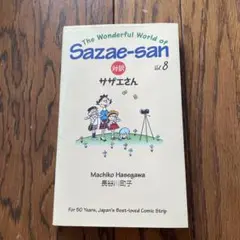 The Wonderful World of
Sazae-san
対訳
Vol. 8
サザエさん
Machiko Hasegawa
長谷川町子
For 50 Years, Japan's Best-loved Comic Strip